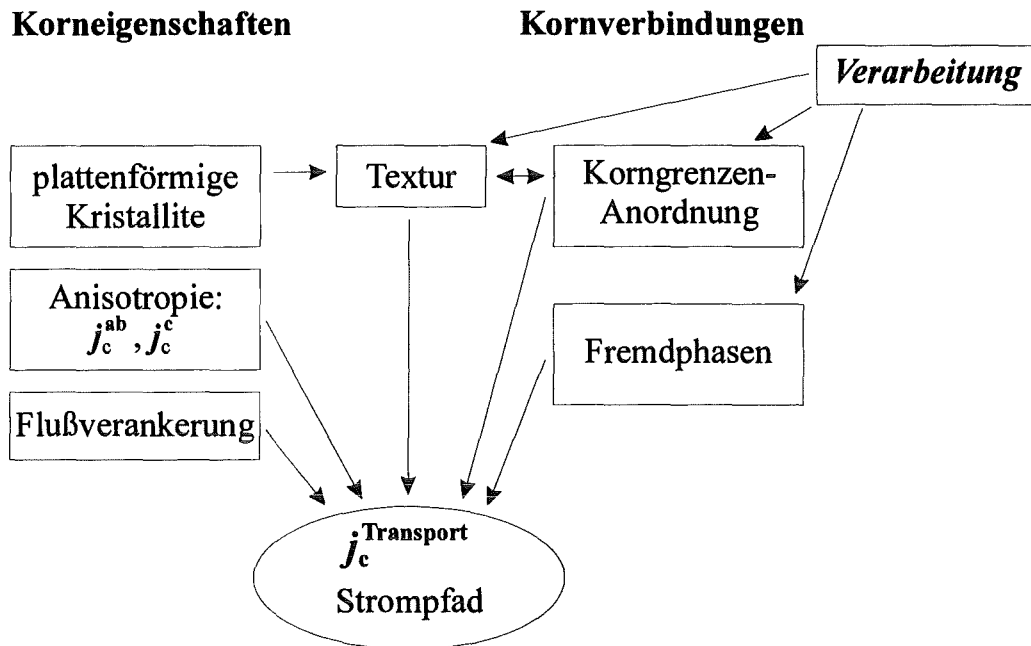 Korneigenschaften
Kornverbindungen
Verarbeitung
plattenförmige
Kristallite
Textur
Korngrenzen-
Anordnung
Anisotropie:
j_c^ab , j_c^c
Fremdphasen
Flußverankerung
j_c^Transport
Strompfad